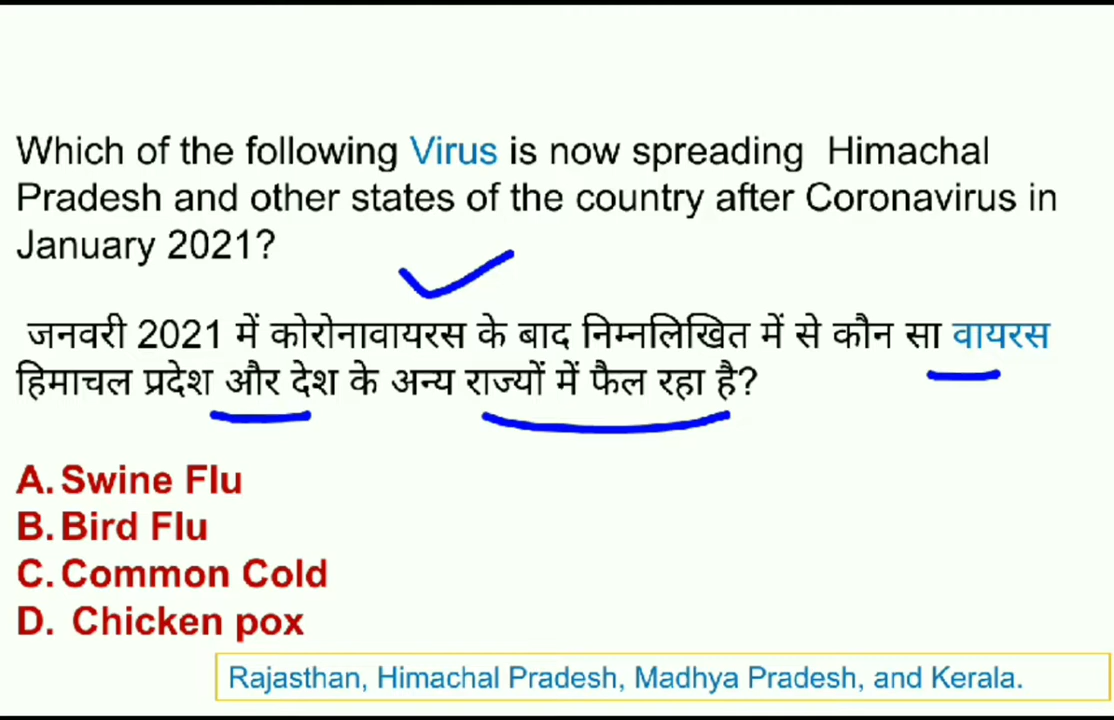 Which of the following Virus is now spreading Himachal
Pradesh and other states of the country after Coronavirus in
January 2021?
जनवरी 2021 में कोरोनावायरस के बाद निम्नलिखित में से कौन सा वायरस
हिमाचल प्रदेश और देश के अन्य राज्यों में फैल रहा है?
A. Swine Flu
B. Bird Flu
C. Common Cold
D. Chicken pox
Rajasthan, Himachal Pradesh, Madhya Pradesh, and Kerala.